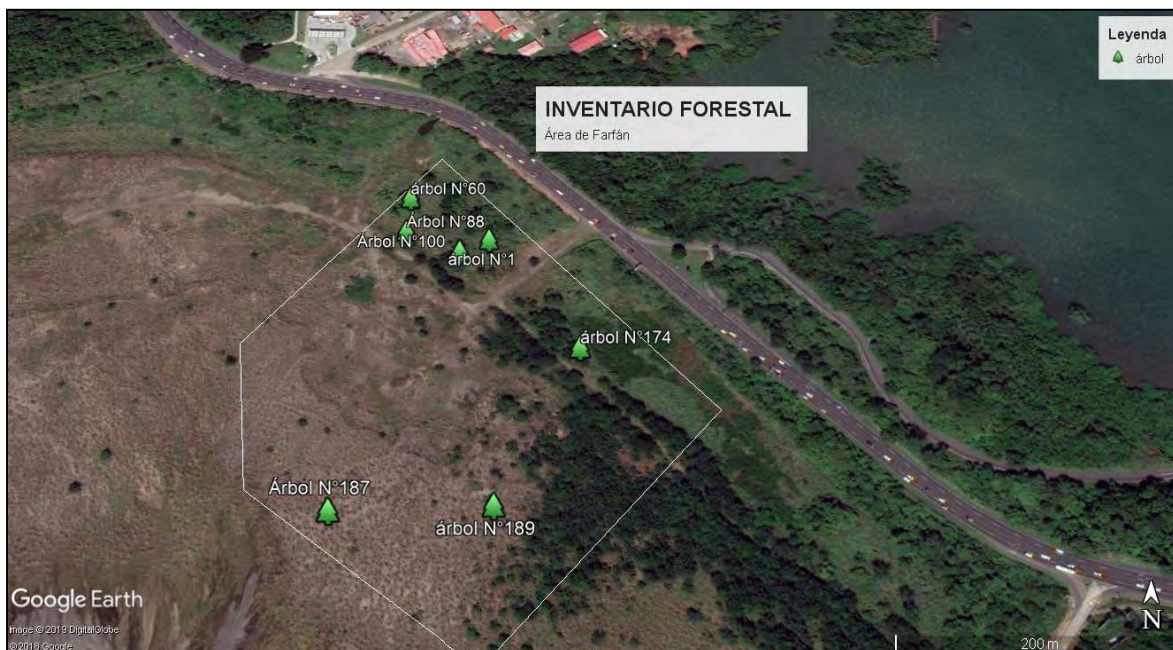 Leyenda
árbol
INVENTARIO FORESTAL
Área de Farfán
árbol N°60
Árbol N°88
Árbol N°100
árbol N°1
árbol N°174
Árbol N°187
árbol N°189
Google Earth
Image © 2019 DigitalGlobe
© 2018 Google
N
200 m